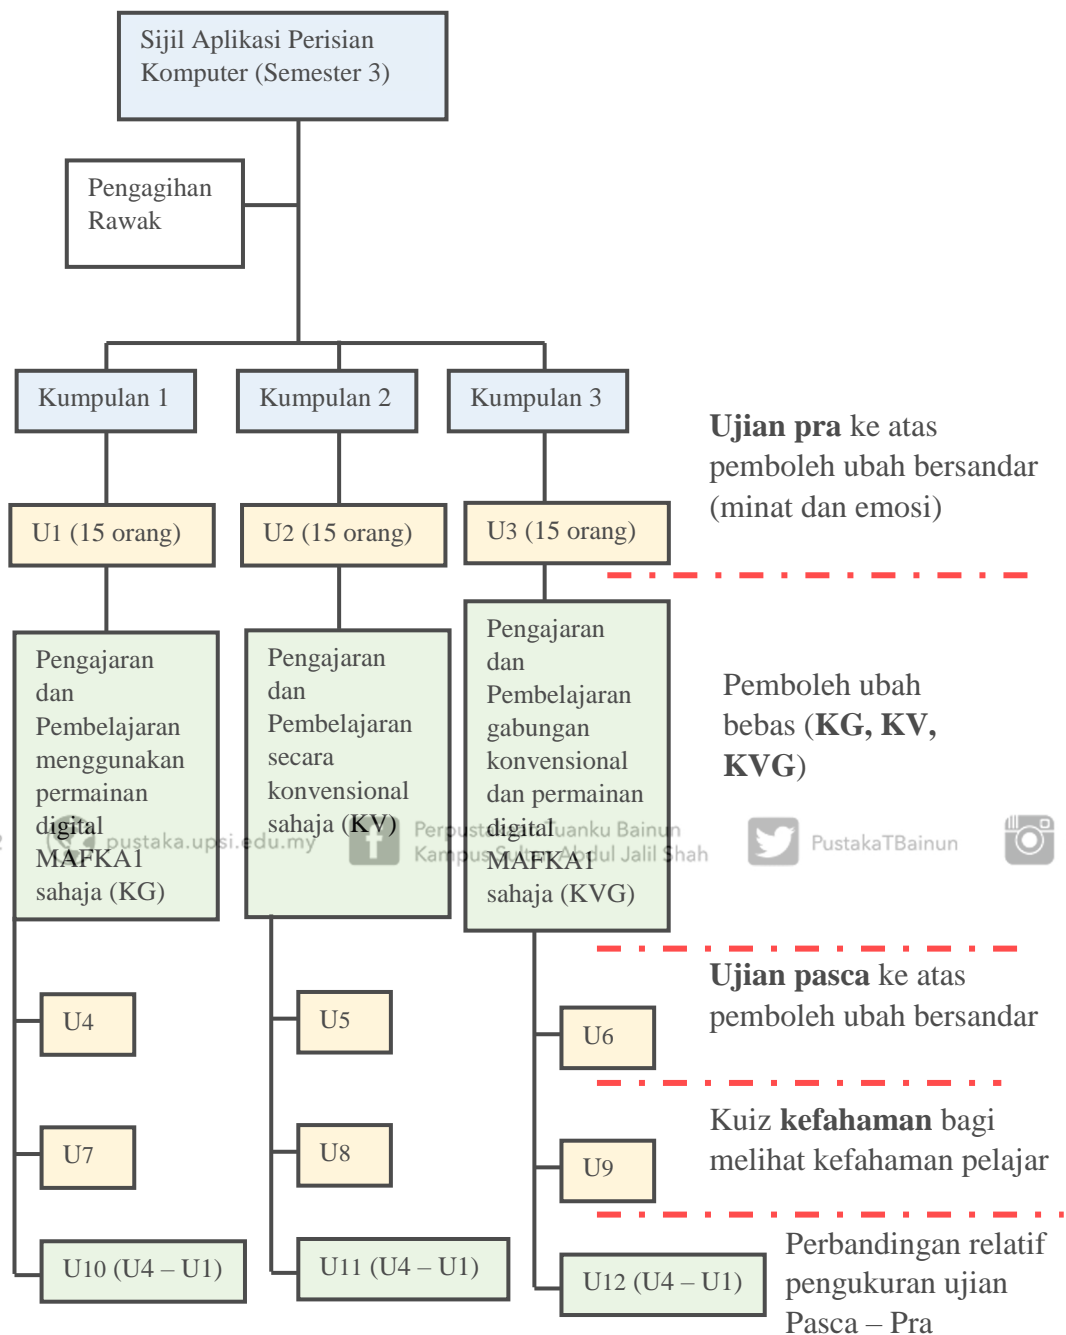 Sijil Aplikasi Perisian
Komputer (Semester 3)
Pengagihan
Rawak
Kumpulan 1
Kumpulan 2
Kumpulan 3
Ujian pra ke atas
pemboleh ubah bersandar
(minat dan emosi)
U1 (15 orang)
U2 (15 orang)
U3 (15 orang)
Pengajaran
dan
Pembelajaran
menggunakan
permainan
digital
MAFKA1
sahaja (KG)
Pengajaran
dan
Pembelajaran
secara
konvensional
sahaja (KV)
Pengajaran
dan
Pembelajaran
gabungan
konvensional
dan permainan
digital
MAFKA1
sahaja (KVG)
Pemboleh ubah
bebas (KG, KV,
KVG)
pustaka.upsi.edu.my
Perpustakaan Tuanku Bainun
Kampus Sultan Abdul Jalil Shah
PustakaTBainun
Ujian pasca ke atas
pemboleh ubah bersandar
U4
U5
U6
Kuiz kefahaman bagi
melihat kefahaman pelajar
U7
U8
U9
Perbandingan relatif
pengukuran ujian
Pasca – Pra
U10 (U4 – U1)
U11 (U4 – U1)
U12 (U4 – U1)